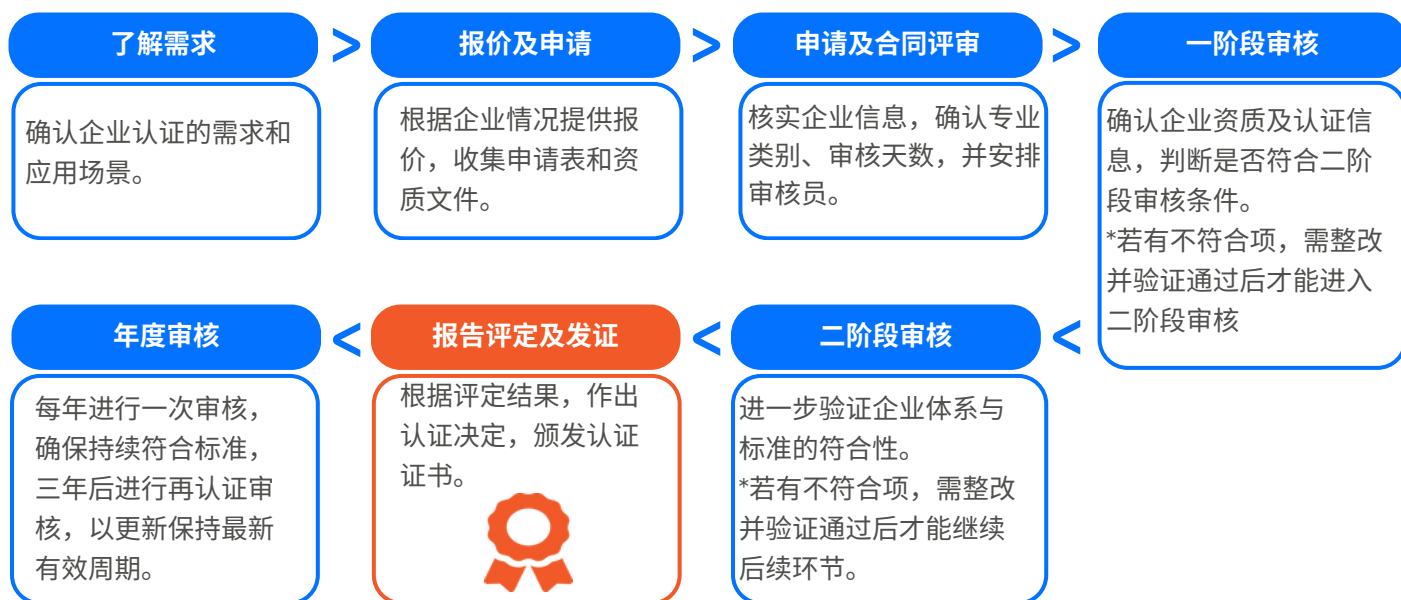 了解需求
>
报价及申请
>
申请及合同评审
>
一阶段审核
确认企业认证的需求和
应用场景。
根据企业情况提供报
价，收集申请表和资
质文件。
核实企业信息，确认专业
类别、审核天数，并安排
审核员。
确认企业资质及认证信
息，判断是否符合二阶
段审核条件。
*若有不符合项，需整改
并验证通过后才能进入
二阶段审核
<
二阶段审核
<
报告评定及发证
<
年度审核
进一步验证企业体系与
标准的符合性。
*若有不符合项，需整改
并验证通过后才能继续
后续环节。
根据评定结果，作出
认证决定，颁发认证
证书。
每年进行一次审核，
确保持续符合标准，
三年后进行再认证审
核，以更新保持最新
有效周期。